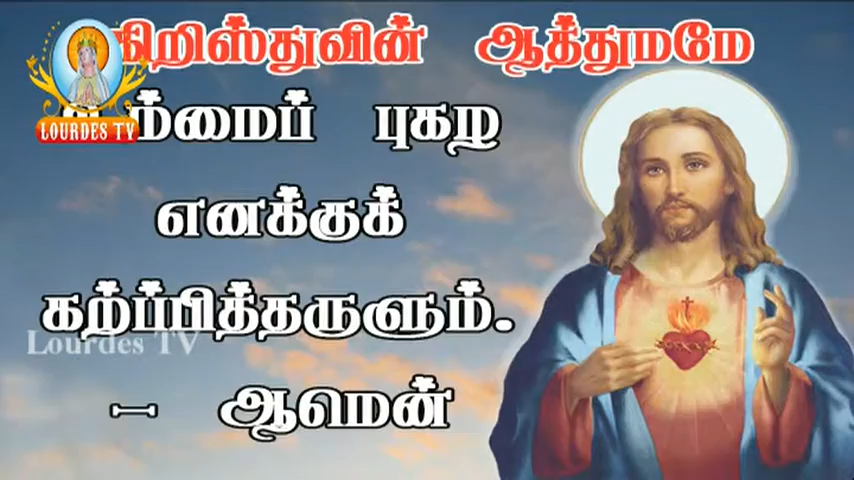 கிறிஸ்துவின் ஆத்துமமே
புகழ
எனக்குக்
கற்ப்பித்தருளும்.
- ஆமென்
LOURDES TV
Lourdes TV